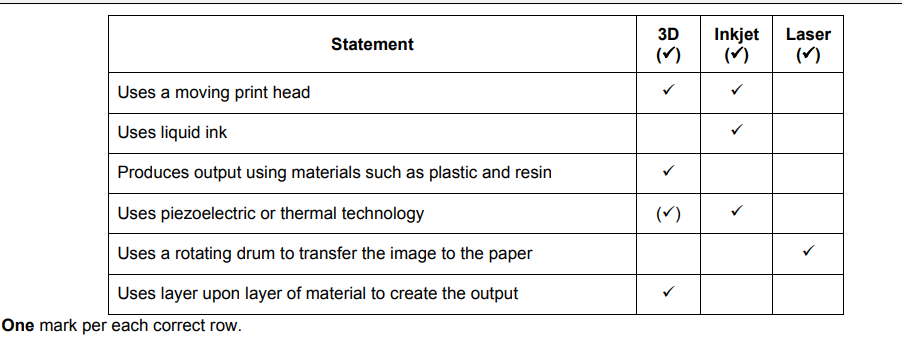 Statement 3D (✓) Inkjet (✓) Laser (✓)
Uses a moving print head ✓ ✓
Uses liquid ink ✓
Produces output using materials such as plastic and resin ✓
Uses piezoelectric or thermal technology (✓) ✓
Uses a rotating drum to transfer the image to the paper ✓
Uses layer upon layer of material to create the output ✓
One mark per each correct row.